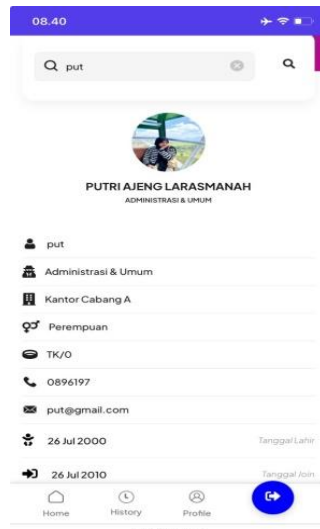 08.40
put
PUTRI AJENG LARASMANAH
ADMINISTRASI & UMUM
put
Administrasi & Umum
Kantor Cabang A
Perempuan
TK/0
0896197
put@gmail.com
26 Jul 2000 Tanggal Lahir
26 Jul 2010 Tanggal Join
Home History Profile